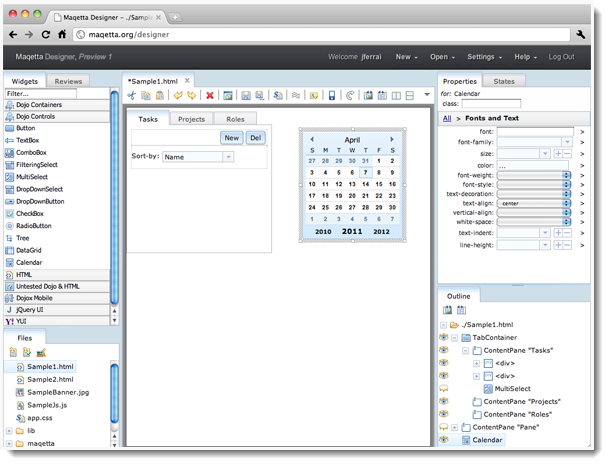 Maqetta Designer – ./Sample
maqetta.org/designer
Maqetta Designer, Preview 1
Welcome jferrai New Open Settings Help Log Out
Widgets Reviews
Filter...
Dojo Containers
Dojo Controls
Button
TextBox
ComboBox
FilteringSelect
MultiSelect
DropDownSelect
DropDownButton
CheckBox
RadioButton
Tree
DataGrid
Calendar
HTML
Untested Dojo & HTML
Dojox Mobile
jQuery UI
Y! YUI
Files
Sample1.html
Sample2.html
SampleBanner.jpg
SampleJs.js
app.css
lib
maqetta
*Sample1.html
Tasks Projects Roles
New Del
Sort-by: Name
April
S M T W T F S
27 28 29 30 31 1 2
3 4 5 6 7 8 9
10 11 12 13 14 15 16
17 18 19 20 21 22 23
24 25 26 27 28 29 30
1 2 3 4 5 6 7
2010 2011 2012
Properties States
for: Calendar
class:
All > Fonts and Text
font: >
font-family: >
size: >
color: ... >
font-weight: >
font-style: >
text-decoration: >
text-align: center >
vertical-align: >
white-space: >
text-indent: >
line-height: >
Outline
./Sample1.html
TabContainer
ContentPane "Tasks"
<div>
<div>
MultiSelect
ContentPane "Projects"
ContentPane "Roles"
ContentPane "Pane"
Calendar